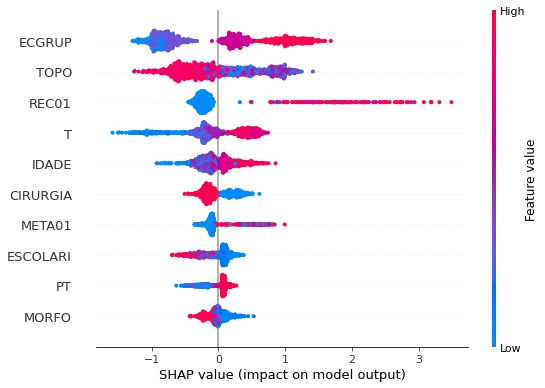 High
ECGRUP
TOPO
REC01
T
IDADE
CIRURGIA
META01
ESCOLARI
PT
MORFO
Feature value
Low
−1 0 1 2 3
SHAP value (impact on model output)